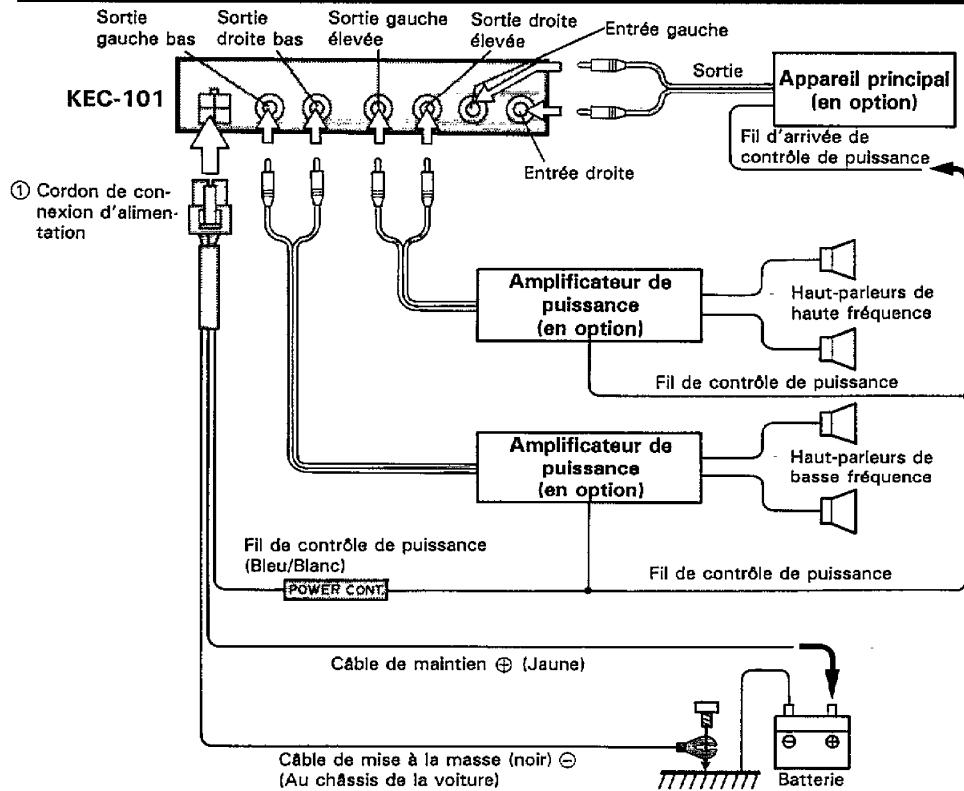 Sortie
gauche bas
Sortie
droite bas
Sortie gauche
élevée
Sortie droite
élevée
Entrée gauche
KEC-101
Sortie
Appareil principal
(en option)
Entrée droite
Fil d'arrivée de
contrôle de puissance
① Cordon de con-
nexion d'alimen-
tation
Amplificateur de
puissance
(en option)
Haut-parleurs de
haute fréquence
Fil de contrôle de puissance
Amplificateur de
puissance
(en option)
Haut-parleurs de
basse fréquence
Fil de contrôle de puissance
(Bleu/Blanc)
POWER CONT.
Fil de contrôle de puissance
Câble de maintien ⊕ (Jaune)
Câble de mise à la masse (noir) ⊖
(Au châssis de la voiture)
⊖ ⊕
Batterie